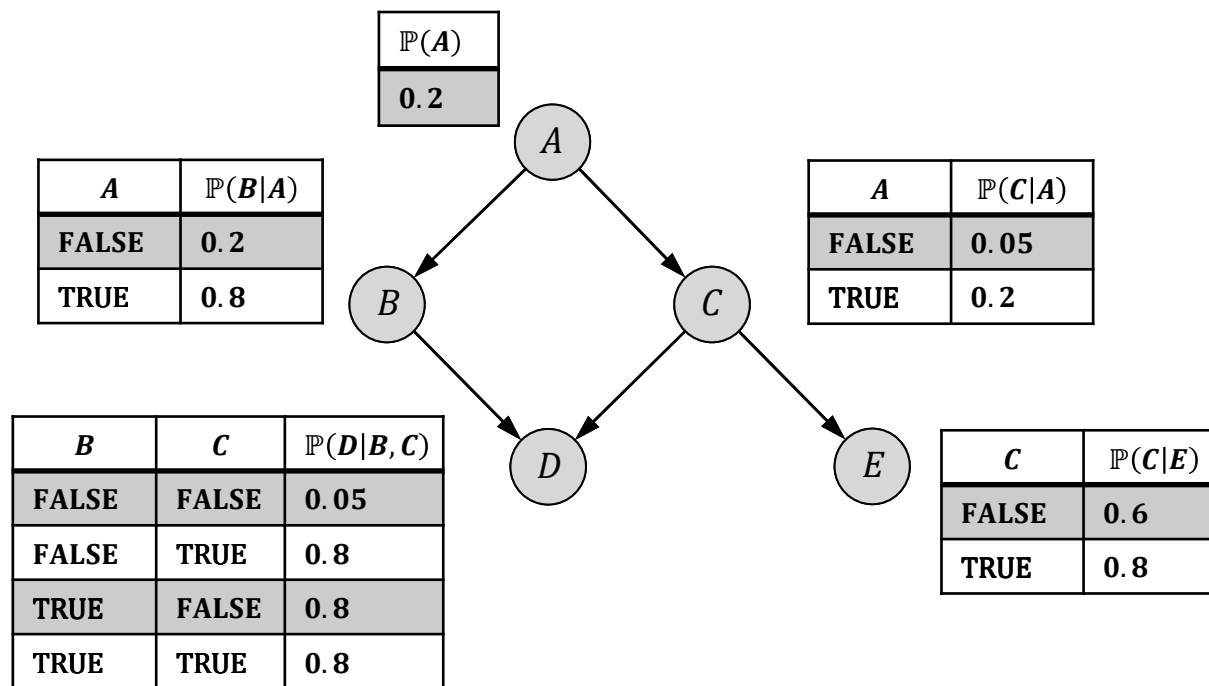 ℙ(A)
0.2
A
A ℙ(B|A)
FALSE 0.2
TRUE 0.8
A ℙ(C|A)
FALSE 0.05
TRUE 0.2
B
C
B C ℙ(D|B, C)
FALSE FALSE 0.05
FALSE TRUE 0.8
TRUE FALSE 0.8
TRUE TRUE 0.8
D
E
C ℙ(C|E)
FALSE 0.6
TRUE 0.8